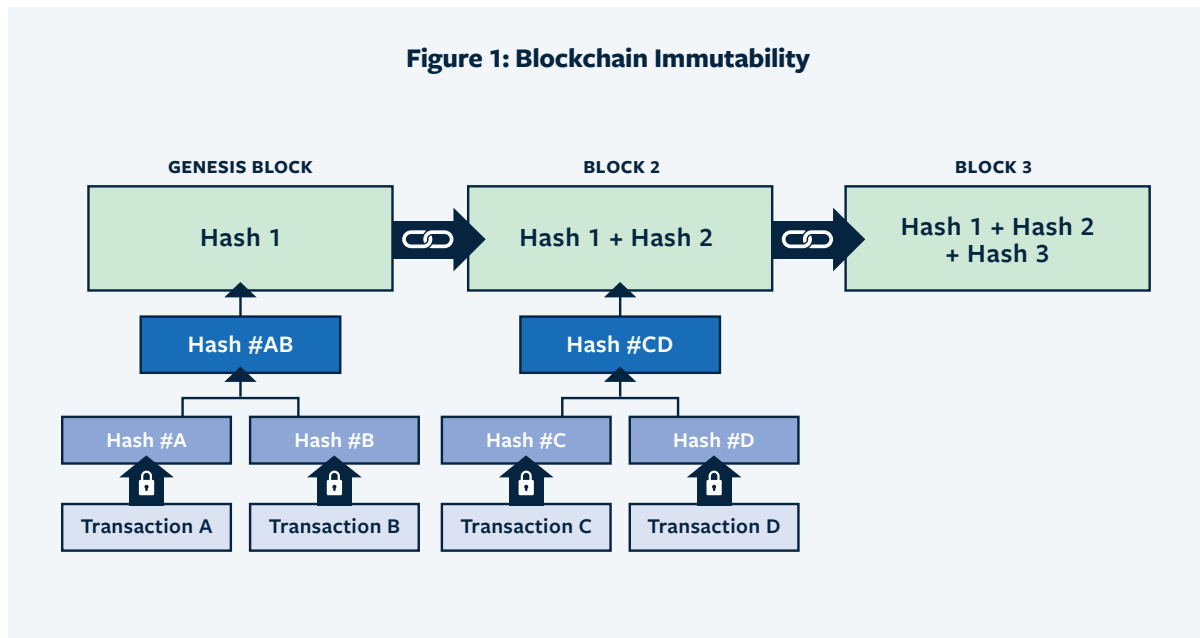 Figure 1: Blockchain Immutability
GENESIS BLOCK
BLOCK 2
BLOCK 3
Hash 1
Hash 1 + Hash 2
Hash 1 + Hash 2
+ Hash 3
Hash #AB
Hash #CD
Hash #A
Hash #B
Hash #C
Hash #D
Transaction A
Transaction B
Transaction C
Transaction D